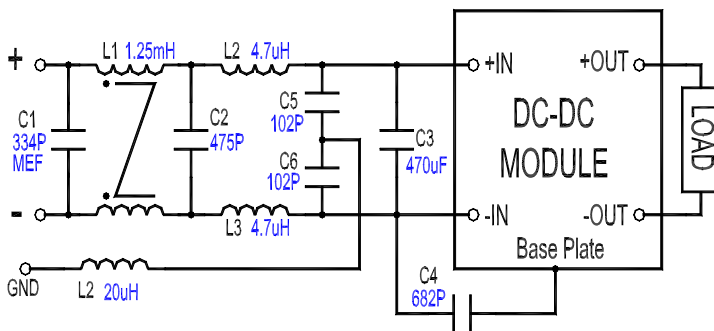 L1 1.25mH
L2 4.7uH
+
+IN
+OUT
C1
334P
MEF
C2
475P
C5
102P
C6
102P
C3
470uF
DC-DC
MODULE
LOAD
-
-IN
-OUT
L3 4.7uH
Base Plate
GND
L2 20uH
C4
682P